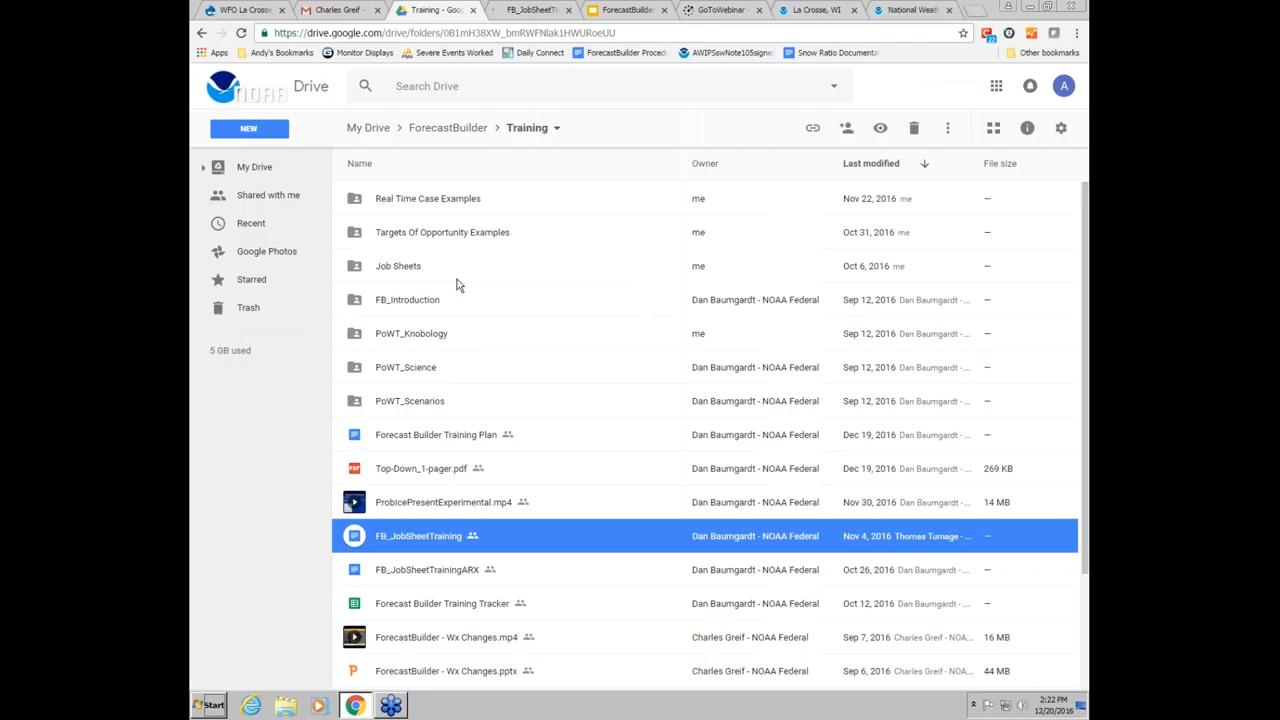 WFO La Crosse
Charles Greif
Training - Goo
FB_JobSheetTr
ForecastBuilder
GoToWebinar
La Crosse, WI
National Weath
https://drive.google.com/drive/folders/0B1mH38XW_bmRWFNlak1HWURoeUU
Apps Andy's Bookmarks Monitor Displays Severe Events Worked Daily Connect ForecastBuilder Proced AWIPSswNote105signed Snow Ratio Documenta Other bookmarks
NOAA Drive Search Drive A
NEW My Drive ForecastBuilder Training
My Drive
Shared with me
Recent
Google Photos
Starred
Trash
5 GB used
Name Owner Last modified File size
Real Time Case Examples me Nov 22, 2016 me –
Targets Of Opportunity Examples me Oct 31, 2016 me –
Job Sheets me Oct 6, 2016 me –
FB_Introduction Dan Baumgardt - NOAA Federal Sep 12, 2016 Dan Baumgardt -... –
PoWT_Knobology me Sep 12, 2016 Dan Baumgardt -... –
PoWT_Science Dan Baumgardt - NOAA Federal Sep 12, 2016 Dan Baumgardt -... –
PoWT_Scenarios Dan Baumgardt - NOAA Federal Sep 12, 2016 Dan Baumgardt -... –
Forecast Builder Training Plan Dan Baumgardt - NOAA Federal Dec 19, 2016 Dan Baumgardt -... –
PDF Top-Down_1-pager.pdf Dan Baumgardt - NOAA Federal Dec 19, 2016 Dan Baumgardt -... 269 KB
ProbIcePresentExperimental.mp4 Dan Baumgardt - NOAA Federal Nov 30, 2016 Dan Baumgardt -... 14 MB
FB_JobSheetTraining Dan Baumgardt - NOAA Federal Nov 4, 2016 Thomas Turnage -... –
FB_JobSheetTrainingARX Dan Baumgardt - NOAA Federal Oct 26, 2016 Dan Baumgardt -... –
Forecast Builder Training Tracker Dan Baumgardt - NOAA Federal Oct 12, 2016 Dan Baumgardt -... –
ForecastBuilder - Wx Changes.mp4 Charles Greif - NOAA Federal Sep 7, 2016 Charles Greif - NOA... 16 MB
P ForecastBuilder - Wx Changes.pptx Charles Greif - NOAA Federal Sep 6, 2016 Charles Greif - NOA... 44 MB
Start 2:22 PM
12/20/2016